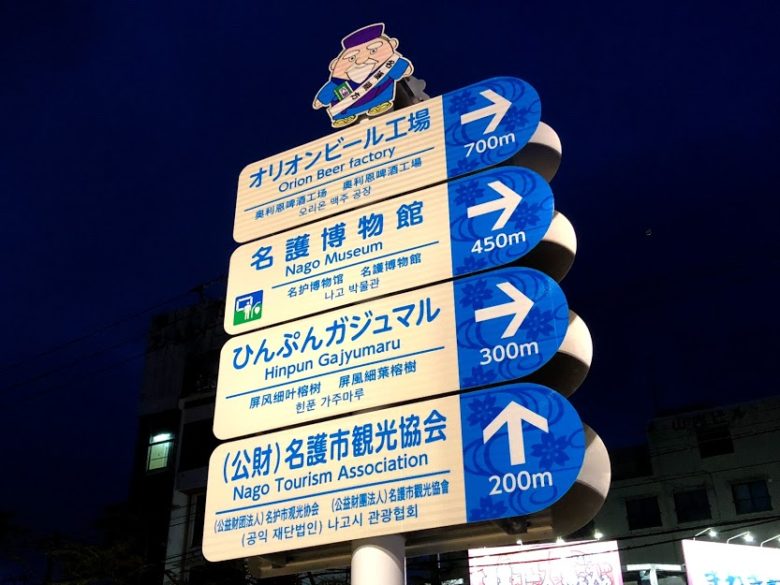 オリオンビール工場
Orion Beer factory
奥利恩啤酒工场 奧利恩啤酒工場
오리온 맥주 공장
700m
名護博物館
Nago Museum
名护博物馆 名護博物館
나고 박물관
450m
ひんぷんガジュマル
Hinpun Gajyumaru
屏风细叶榕树 屏風細葉榕樹
힌푼 가주마루
300m
(公財)名護市観光協会
Nago Tourism Association
(公益财团法人)名护市观光协会 (公益財團法人)名護市觀光協會
(공익 재단법인) 나고시 관광협회
200m